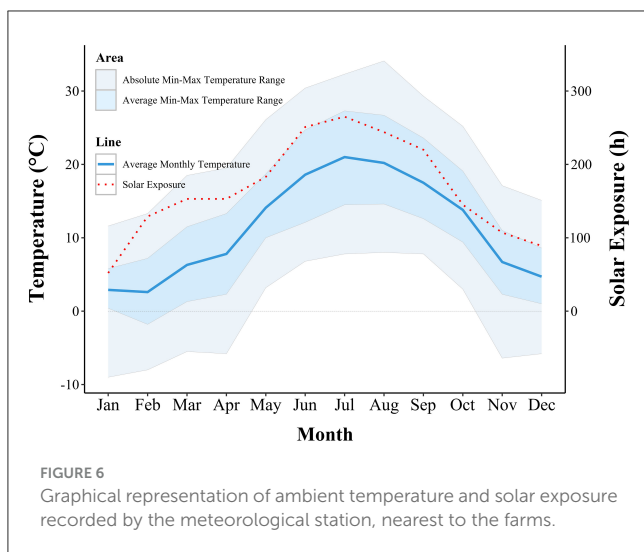 Area
Absolute Min-Max Temperature Range
Average Min-Max Temperature Range
Line
Average Monthly Temperature
Solar Exposure
Temperature (°C)
30
20
10
0
-10
Solar Exposure (h)
300
200
100
0
Jan Feb Mar Apr May Jun Jul Aug Sep Oct Nov Dec
Month
FIGURE 6
Graphical representation of ambient temperature and solar exposure
recorded by the meteorological station, nearest to the farms.